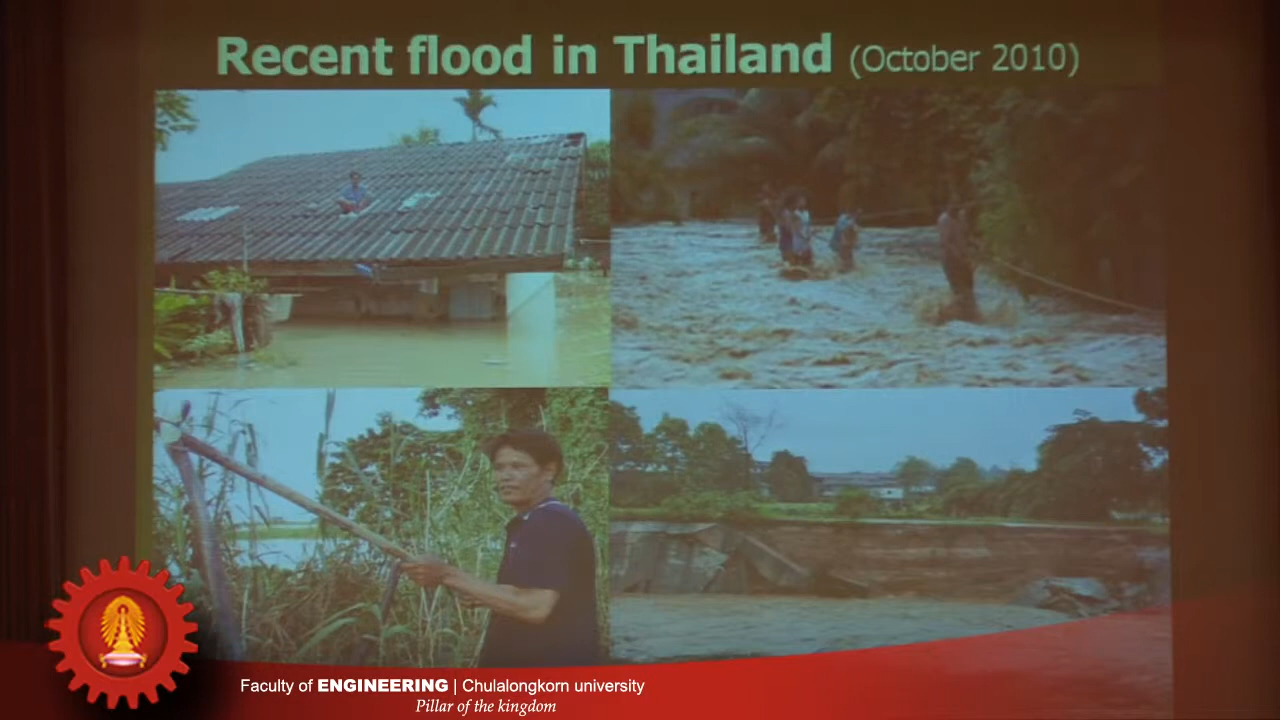 Recent flood in Thailand (October 2010)
Faculty of ENGINEERING | Chulalongkorn university
Pillar of the kingdom